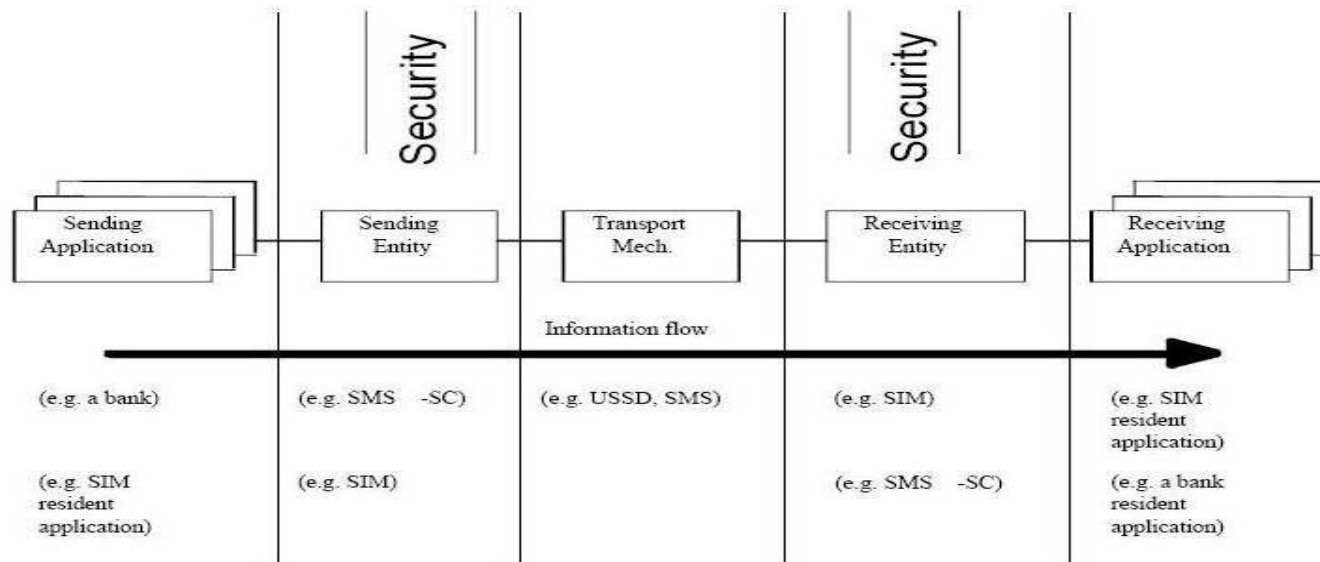 Security
Security
Sending
Application
Sending
Entity
Transport
Mech.
Receiving
Entity
Receiving
Application
Information flow
(e.g. a bank)
(e.g. SMS -SC)
(e.g. USSD, SMS)
(e.g. SIM)
(e.g. SIM
resident
application)
(e.g. SIM
resident
application)
(e.g. SIM)
(e.g. SMS -SC)
(e.g. a bank
resident
application)